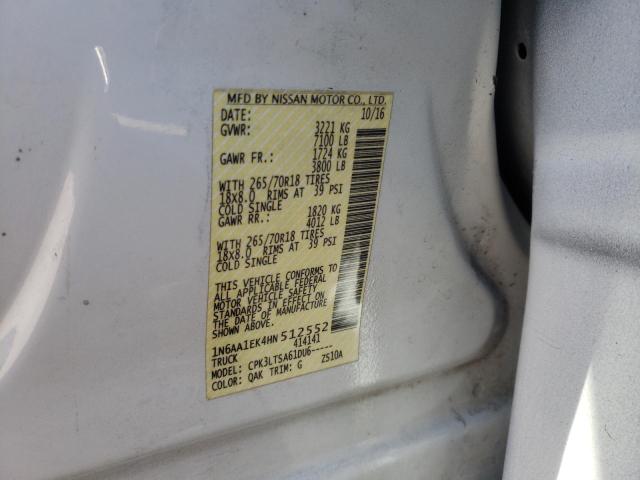 MFD BY NISSAN MOTOR CO., LTD.
DATE: 10/16
GVWR: 3221 KG
7100 LB
GAWR FR.: 1724 KG
3800 LB
WITH 265/70R18 TIRES
18X8.0 RIMS AT 39 PSI
COLD SINGLE
GAWR RR.: 1820 KG
4012 LB
WITH 265/70R18 TIRES
18X8.0 RIMS AT 39 PSI
COLD SINGLE
THIS VEHICLE CONFORMS TO
ALL APPLICABLE FEDERAL
MOTOR VEHICLE SAFETY
STANDARDS IN EFFECT ON
THE DATE OF MANUFACTURE
SHOWN ABOVE.
1N6AA1EK4HN 512552
TRUCK 414141
MODEL: CPK3LTSA61DU6-----
COLOR: QAK TRIM: G Z510A